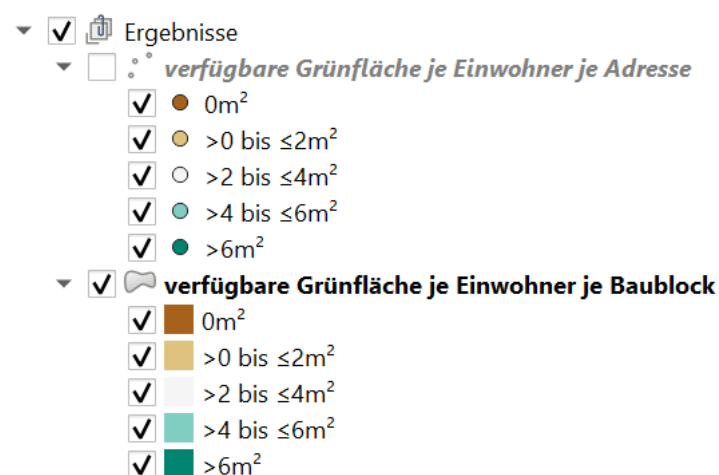 Ergebnisse
verfügbare Grünfläche je Einwohner je Adresse
0m²
>0 bis ≤2m²
>2 bis ≤4m²
>4 bis ≤6m²
>6m²
verfügbare Grünfläche je Einwohner je Baublock
0m²
>0 bis ≤2m²
>2 bis ≤4m²
>4 bis ≤6m²
>6m²